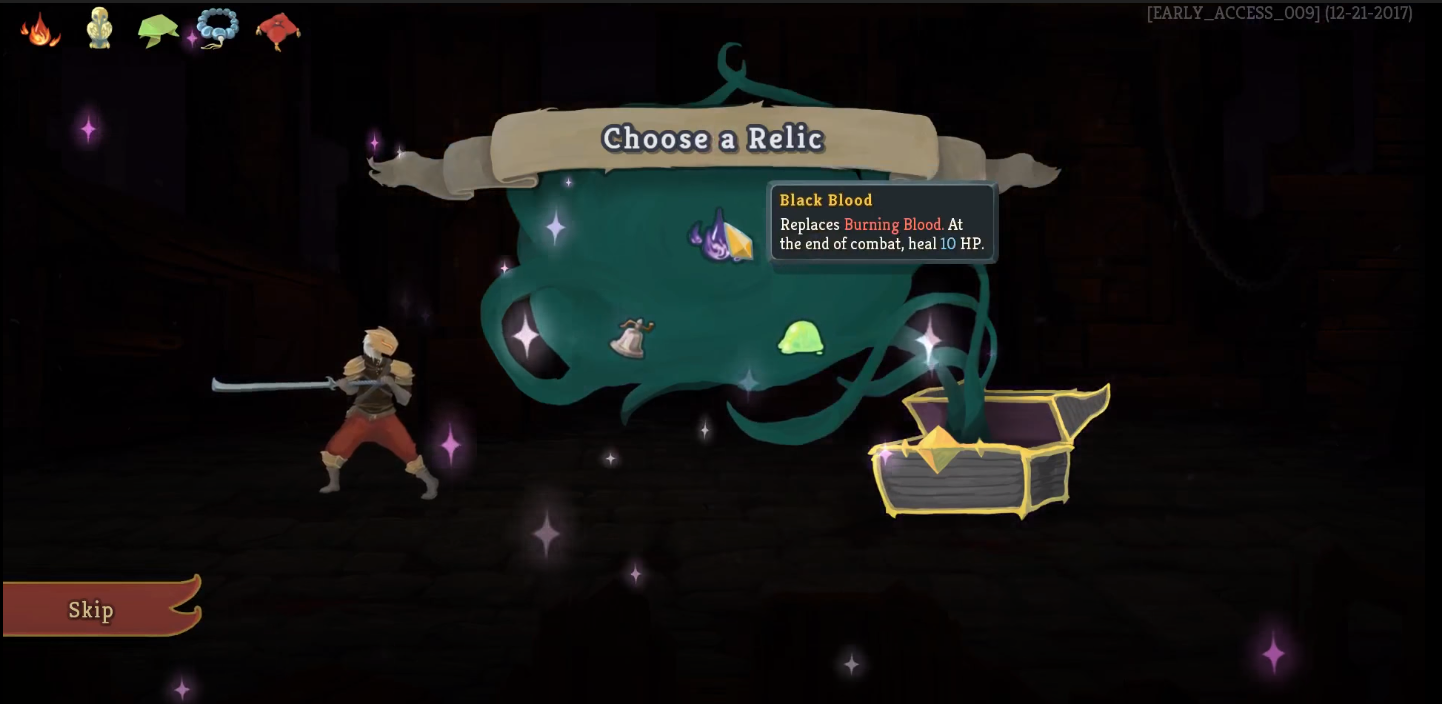 [EARLY_ACCESS_009] (12-21-2017)
Choose a Relic
Black Blood
Replaces Burning Blood. At
the end of combat, heal 10 HP.
Skip